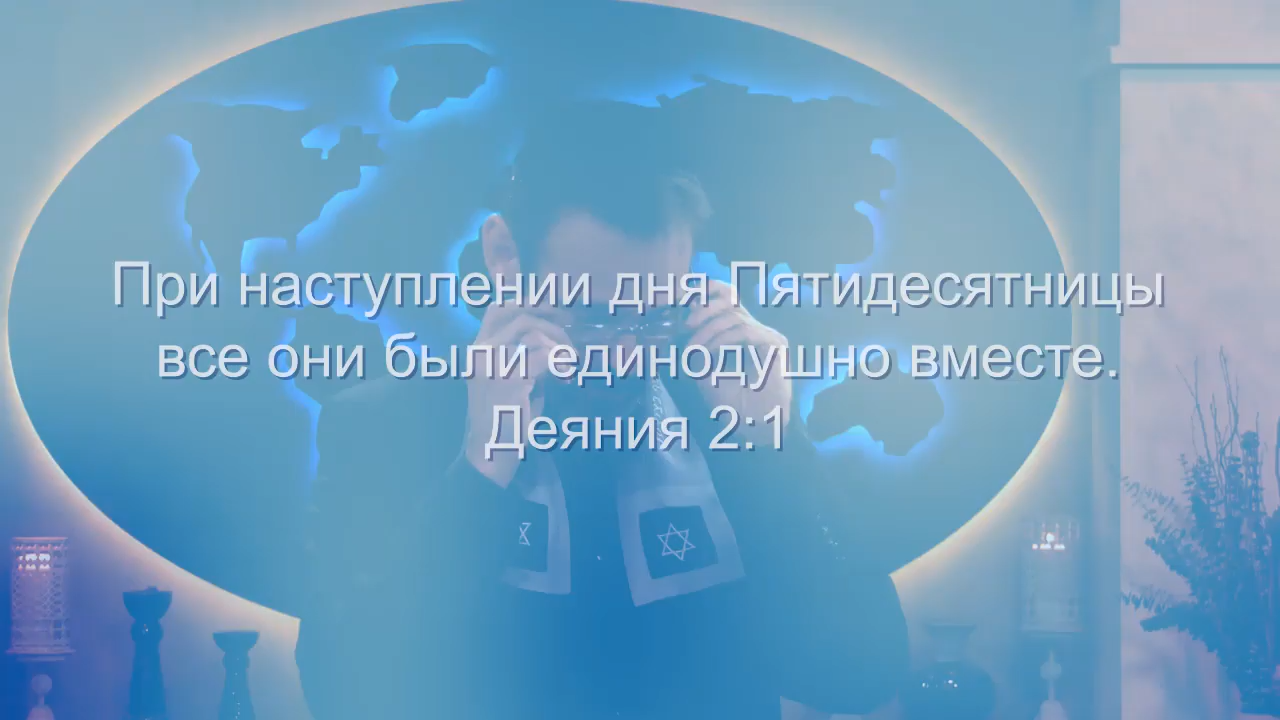 При наступлении дня Пятидесятницы
все они были единодушно вместе.
Деяния 2:1